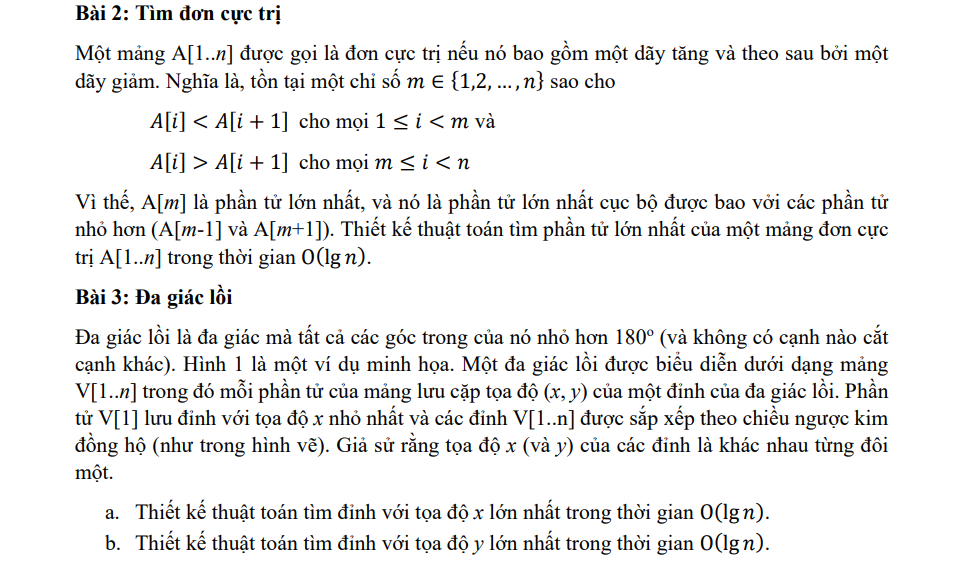 Bài 2: Tìm đơn cực trị
Một mảng A[1..n] được gọi là đơn cực trị nếu nó bao gồm một dãy tăng và theo sau bởi một
dãy giảm. Nghĩa là, tồn tại một chỉ số m ∈ {1,2, ..., n} sao cho
A[i] < A[i + 1] cho mọi 1 ≤ i < m và
A[i] > A[i + 1] cho mọi m ≤ i < n
Vì thế, A[m] là phần tử lớn nhất, và nó là phần tử lớn nhất cục bộ được bao vởi các phần tử
nhỏ hơn (A[m-1] và A[m+1]). Thiết kế thuật toán tìm phần tử lớn nhất của một mảng đơn cực
trị A[1..n] trong thời gian O(lg n).
Bài 3: Đa giác lồi
Đa giác lồi là đa giác mà tất cả các góc trong của nó nhỏ hơn 180º (và không có cạnh nào cắt
cạnh khác). Hình 1 là một ví dụ minh họa. Một đa giác lồi được biểu diễn dưới dạng mảng
V[1..n] trong đó mỗi phần tử của mảng lưu cặp tọa độ (x, y) của một đỉnh của đa giác lồi. Phần
tử V[1] lưu đỉnh với tọa độ x nhỏ nhất và các đỉnh V[1..n] được sắp xếp theo chiều ngược kim
đồng hộ (như trong hình vẽ). Giả sử rằng tọa độ x (và y) của các đỉnh là khác nhau từng đôi
một.
a. Thiết kế thuật toán tìm đỉnh với tọa độ x lớn nhất trong thời gian O(lg n).
b. Thiết kế thuật toán tìm đỉnh với tọa độ y lớn nhất trong thời gian O(lg n).